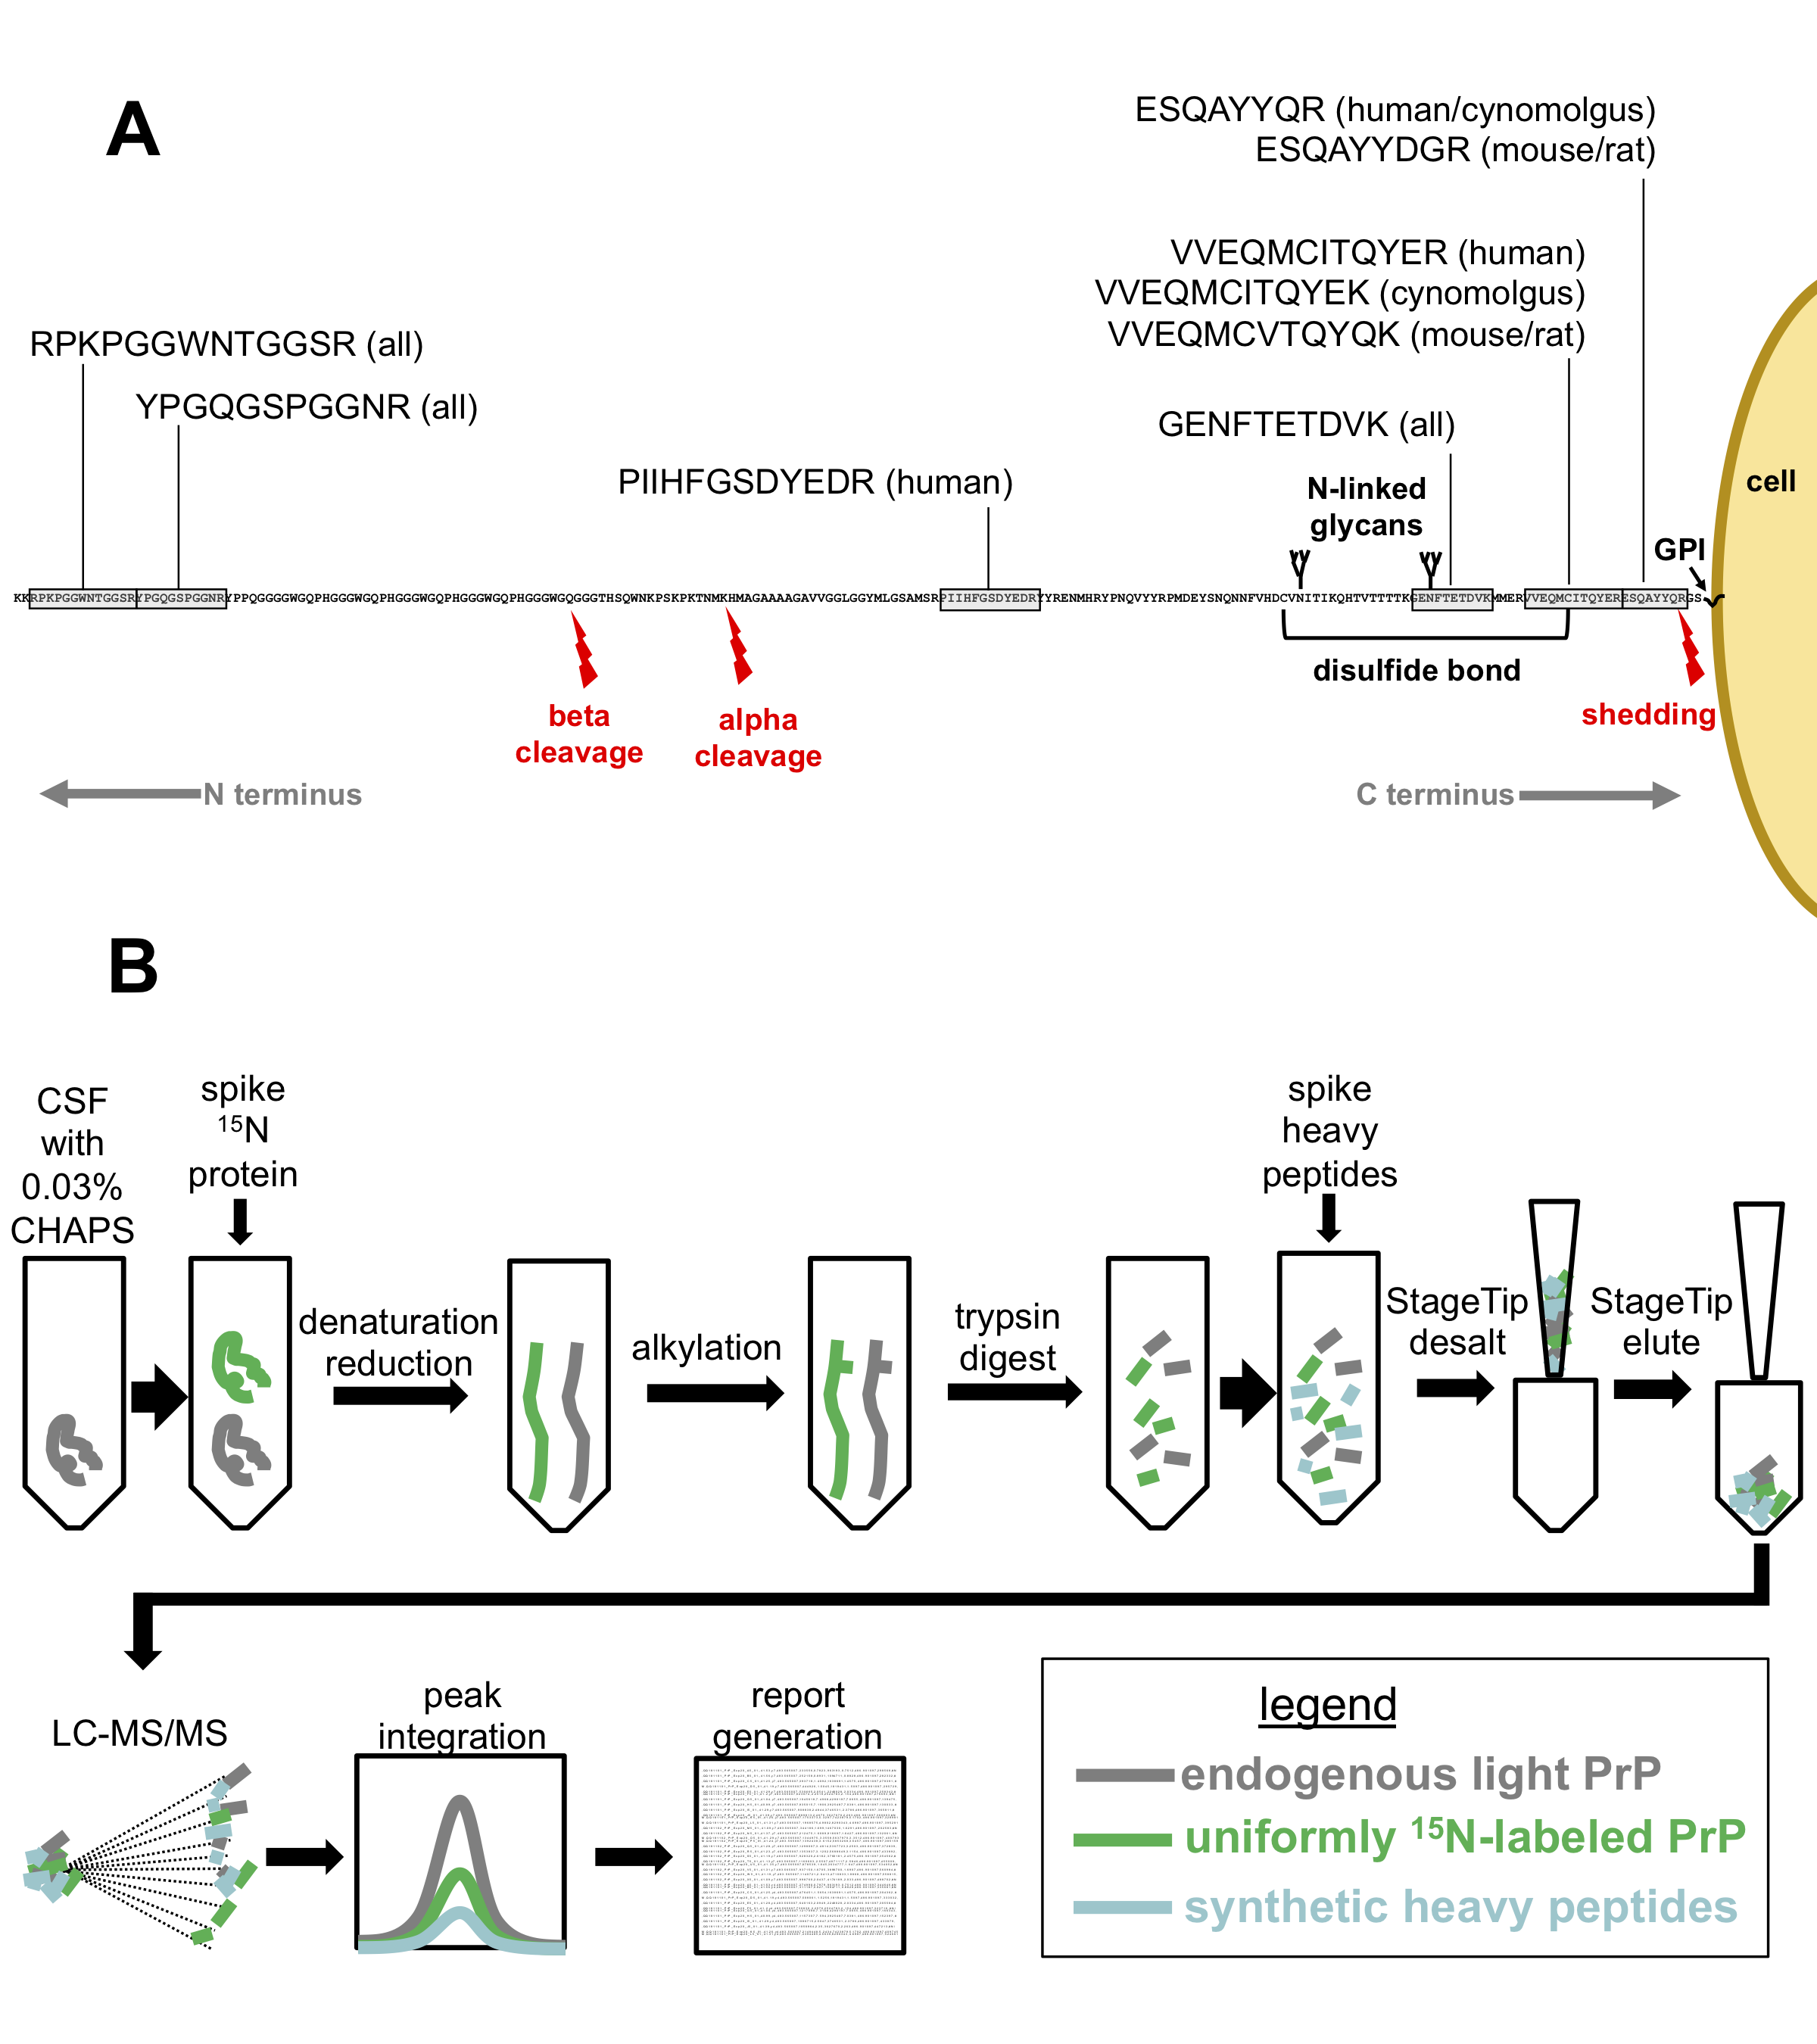 A
ESQAYYQR (human/cynomolgus)
ESQAYYDGR (mouse/rat)
VVEQMCITQYER (human)
VVEQMCITQYEK (cynomolgus)
VVEQMCVTQYQK (mouse/rat)
RPKPGGWNTGGSR (all)
YPGQGSPGGNR (all)
GENFTETDVK (all)
PIIHFGSDYEDR (human)
N-linked
glycans
cell
GPI
KKRPKPGGWNTGGSRYPGQGSPGGNRYPPQGGGGWGQPHGGGWGQPHGGGWGQPHGGGWGQPHGGGWGQGGGTHSQWNKPSKPKTNMKHMAGAAAAGAVVGGLGGYMLGSAMSRPIIHFGSDYEDRYYRENMHRYPNQVYYRPMDEYSNQNNFVHDCVNITIKQHTVTTTTKGENFTETDVKMMERVVEQMCITQYERESQAYYQRGS
disulfide bond
beta
cleavage
alpha
cleavage
shedding
N terminus
C terminus
B
CSF
with
0.03%
CHAPS
spike
¹⁵N
protein
denaturation
reduction
alkylation
trypsin
digest
spike
heavy
peptides
StageTip
desalt
StageTip
elute
LC-MS/MS
peak
integration
report
generation
legend
endogenous light PrP
uniformly ¹⁵N-labeled PrP
synthetic heavy peptides